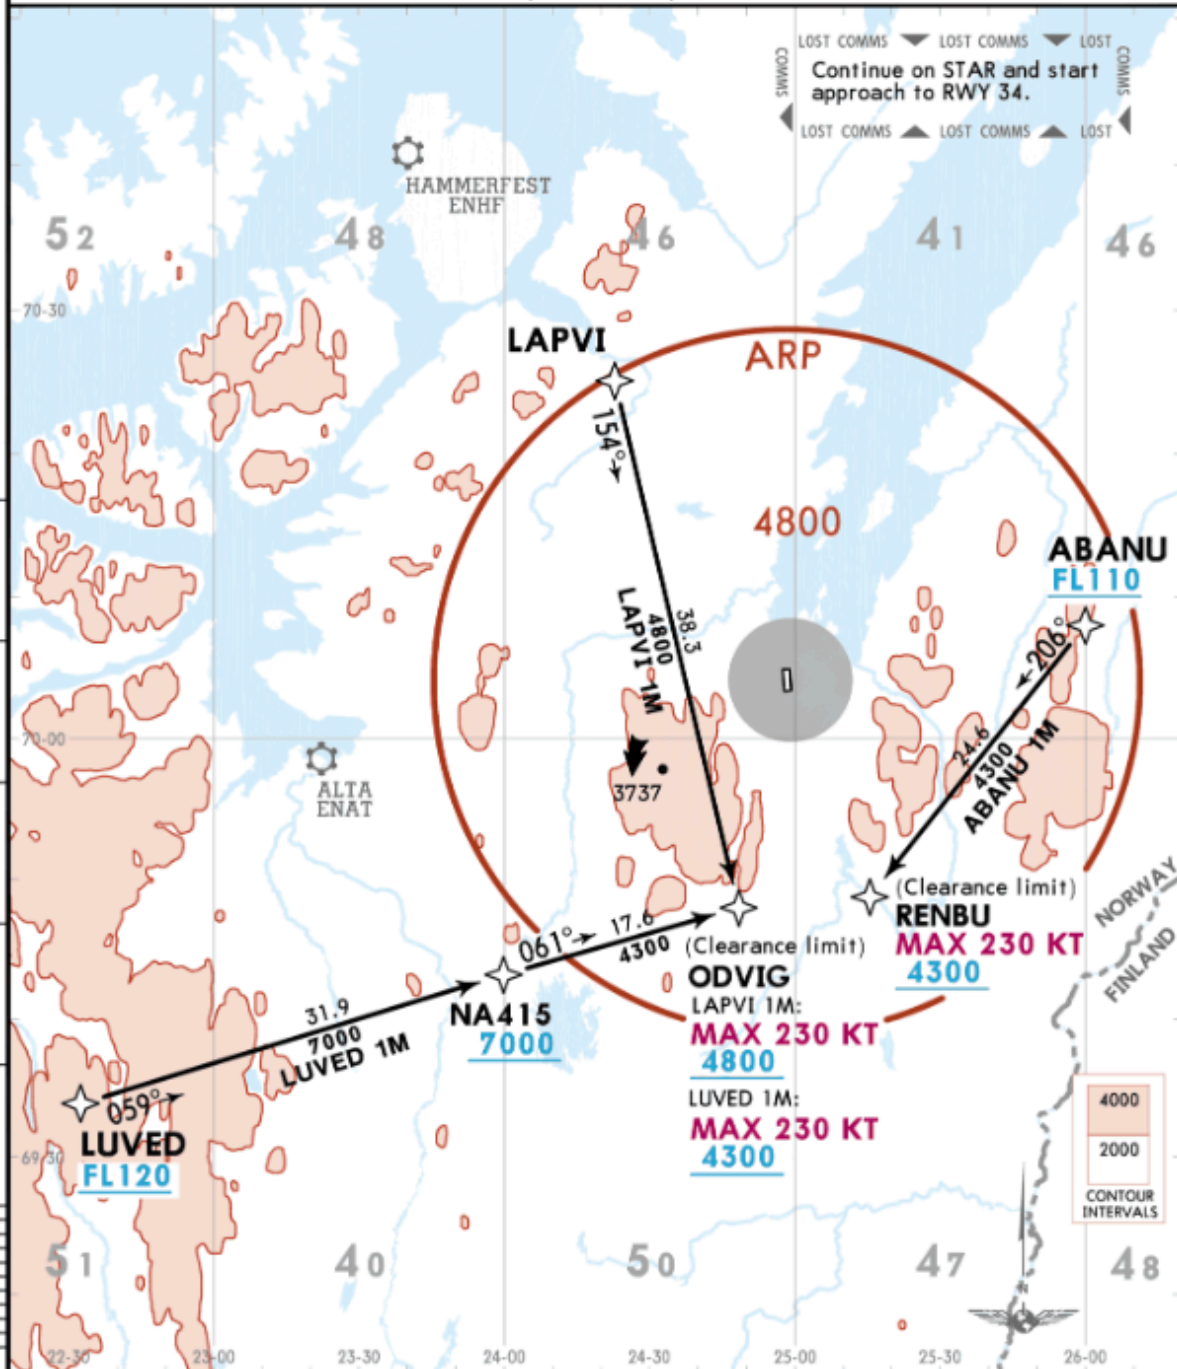 LOST COMMS LOST COMMS LOST
COMMS
Continue on STAR and start
approach to RWY 34.
COMMS
LOST COMMS LOST COMMS LOST
HAMMERFEST
ENHF
52
48
46
41
46
70-30
LAPVI
ARP
154°
4800
ABANU
FL110
206°
38.3
4800
LAPVI 1M
24.6
4300
ABANU 1M
70-00
ALTA
ENAT
3737
(Clearance limit)
RENBU
MAX 230 KT
4300
NORWAY
FINLAND
061°
17.6
4300
(Clearance limit)
ODVIG
LAPVI 1M:
MAX 230 KT
4800
LUVED 1M:
MAX 230 KT
4300
NA415
7000
31.9
7000
LUVED 1M
059°
LUVED
FL120
69-30
4000
2000
CONTOUR
INTERVALS
51
40
50
47
48
22-30
23-00
23-30
24-00
24-30
25-00
25-30
26-00